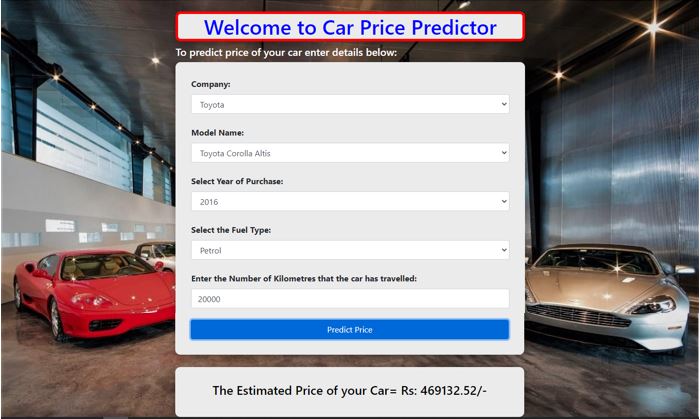 Welcome to Car Price Predictor
To predict price of your car enter details below:
Company:
Toyota
Model Name:
Toyota Corolla Altis
Select Year of Purchase:
2016
Select the Fuel Type:
Petrol
Enter the Number of Kilometres that the car has travelled:
20000
Predict Price
The Estimated Price of your Car= Rs: 469132.52/-